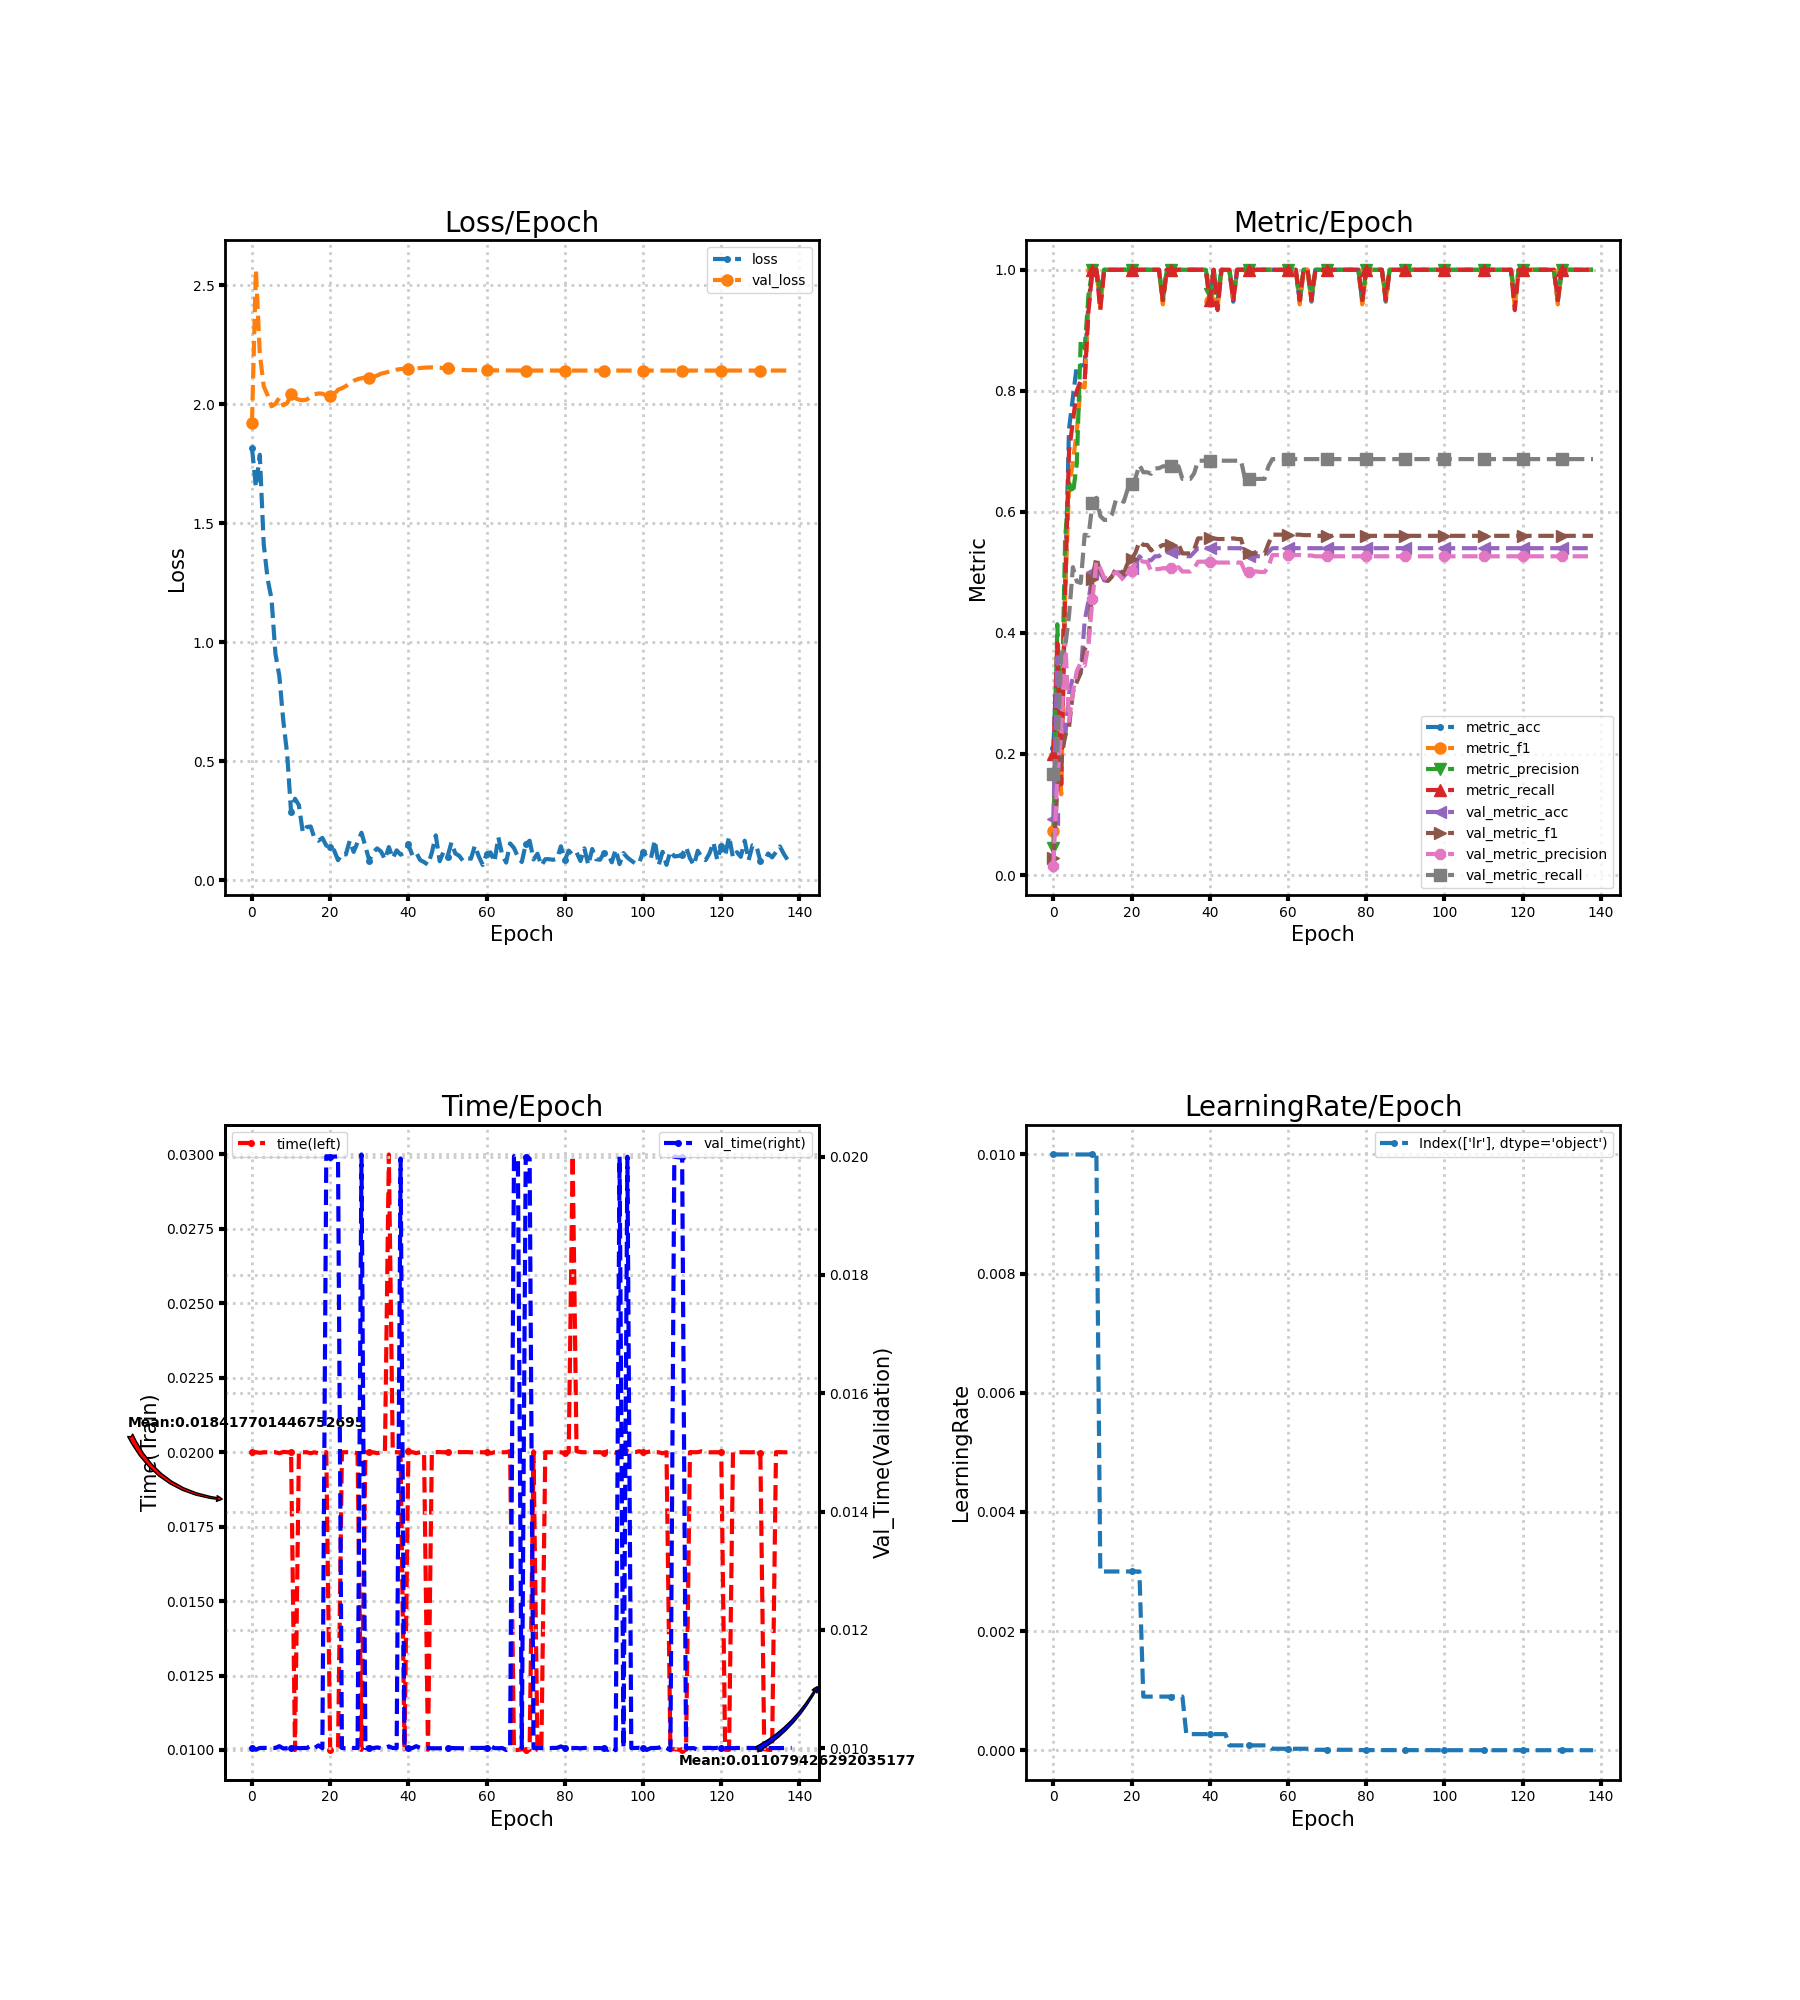 Loss/Epoch
loss
val_loss
2.5
2.0
1.5
1.0
0.5
0.0
Loss
0 20 40 60 80 100 120 140
Epoch
Metric/Epoch
1.0
0.8
0.6
0.4
0.2
0.0
Metric
metric_acc
metric_f1
metric_precision
metric_recall
val_metric_acc
val_metric_f1
val_metric_precision
val_metric_recall
0 20 40 60 80 100 120 140
Epoch
Time/Epoch
time(left)
val_time(right)
0.0300
0.0275
0.0250
0.0225
0.0200
0.0175
0.0150
0.0125
0.0100
Time(Train)
Mean:0.018417701446752695
0.020
0.018
0.016
0.014
0.012
0.010
Val_Time(Validation)
Mean:0.011079426292035177
0 20 40 60 80 100 120 140
Epoch
LearningRate/Epoch
Index(['lr'], dtype='object')
0.010
0.008
0.006
0.004
0.002
0.000
LearningRate
0 20 40 60 80 100 120 140
Epoch